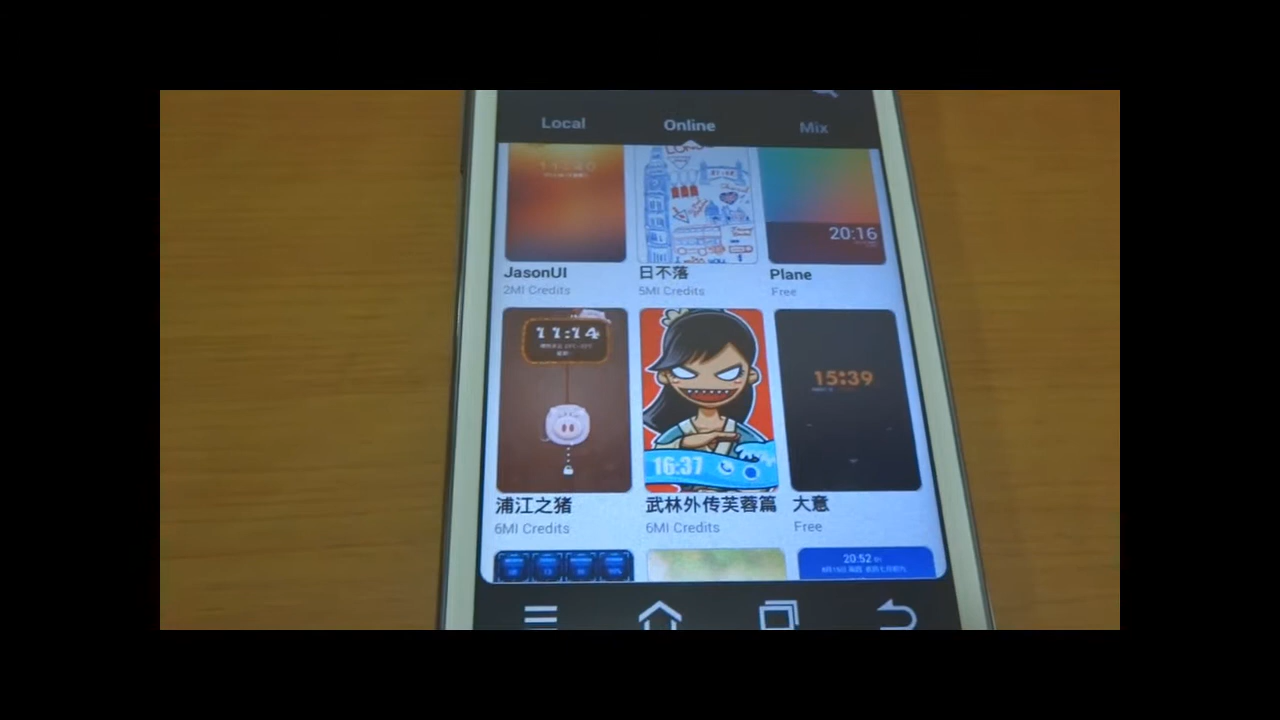 Local Online Mix
20:16
JasonUI 日不落 Plane
2MI Credits 5MI Credits Free
11:14
15:39
16:37
浦江之猪 武林外传芙蓉篇 大意
6MI Credits 6MI Credits Free
20:52